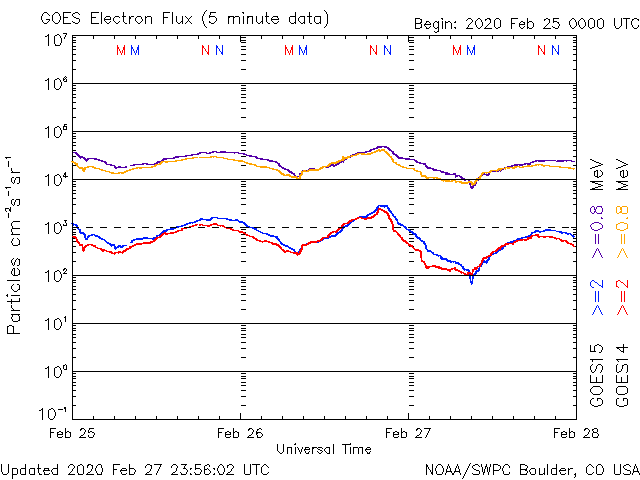 GOES Electron Flux (5 minute data)
Begin: 2020 Feb 25 0000 UTC
10⁷
M M N N M M N N M M N N
10⁶
10⁵
10⁴
10³
10²
10¹
10⁰
10⁻¹
Particles cm⁻²s⁻¹sr⁻¹
Feb 25 Feb 26 Feb 27 Feb 28
Universal Time
GOES15 >=2 >=0.8 MeV
GOES14 >=2 >=0.8 MeV
Updated 2020 Feb 27 23:56:02 UTC
NOAA/SWPC Boulder, CO USA